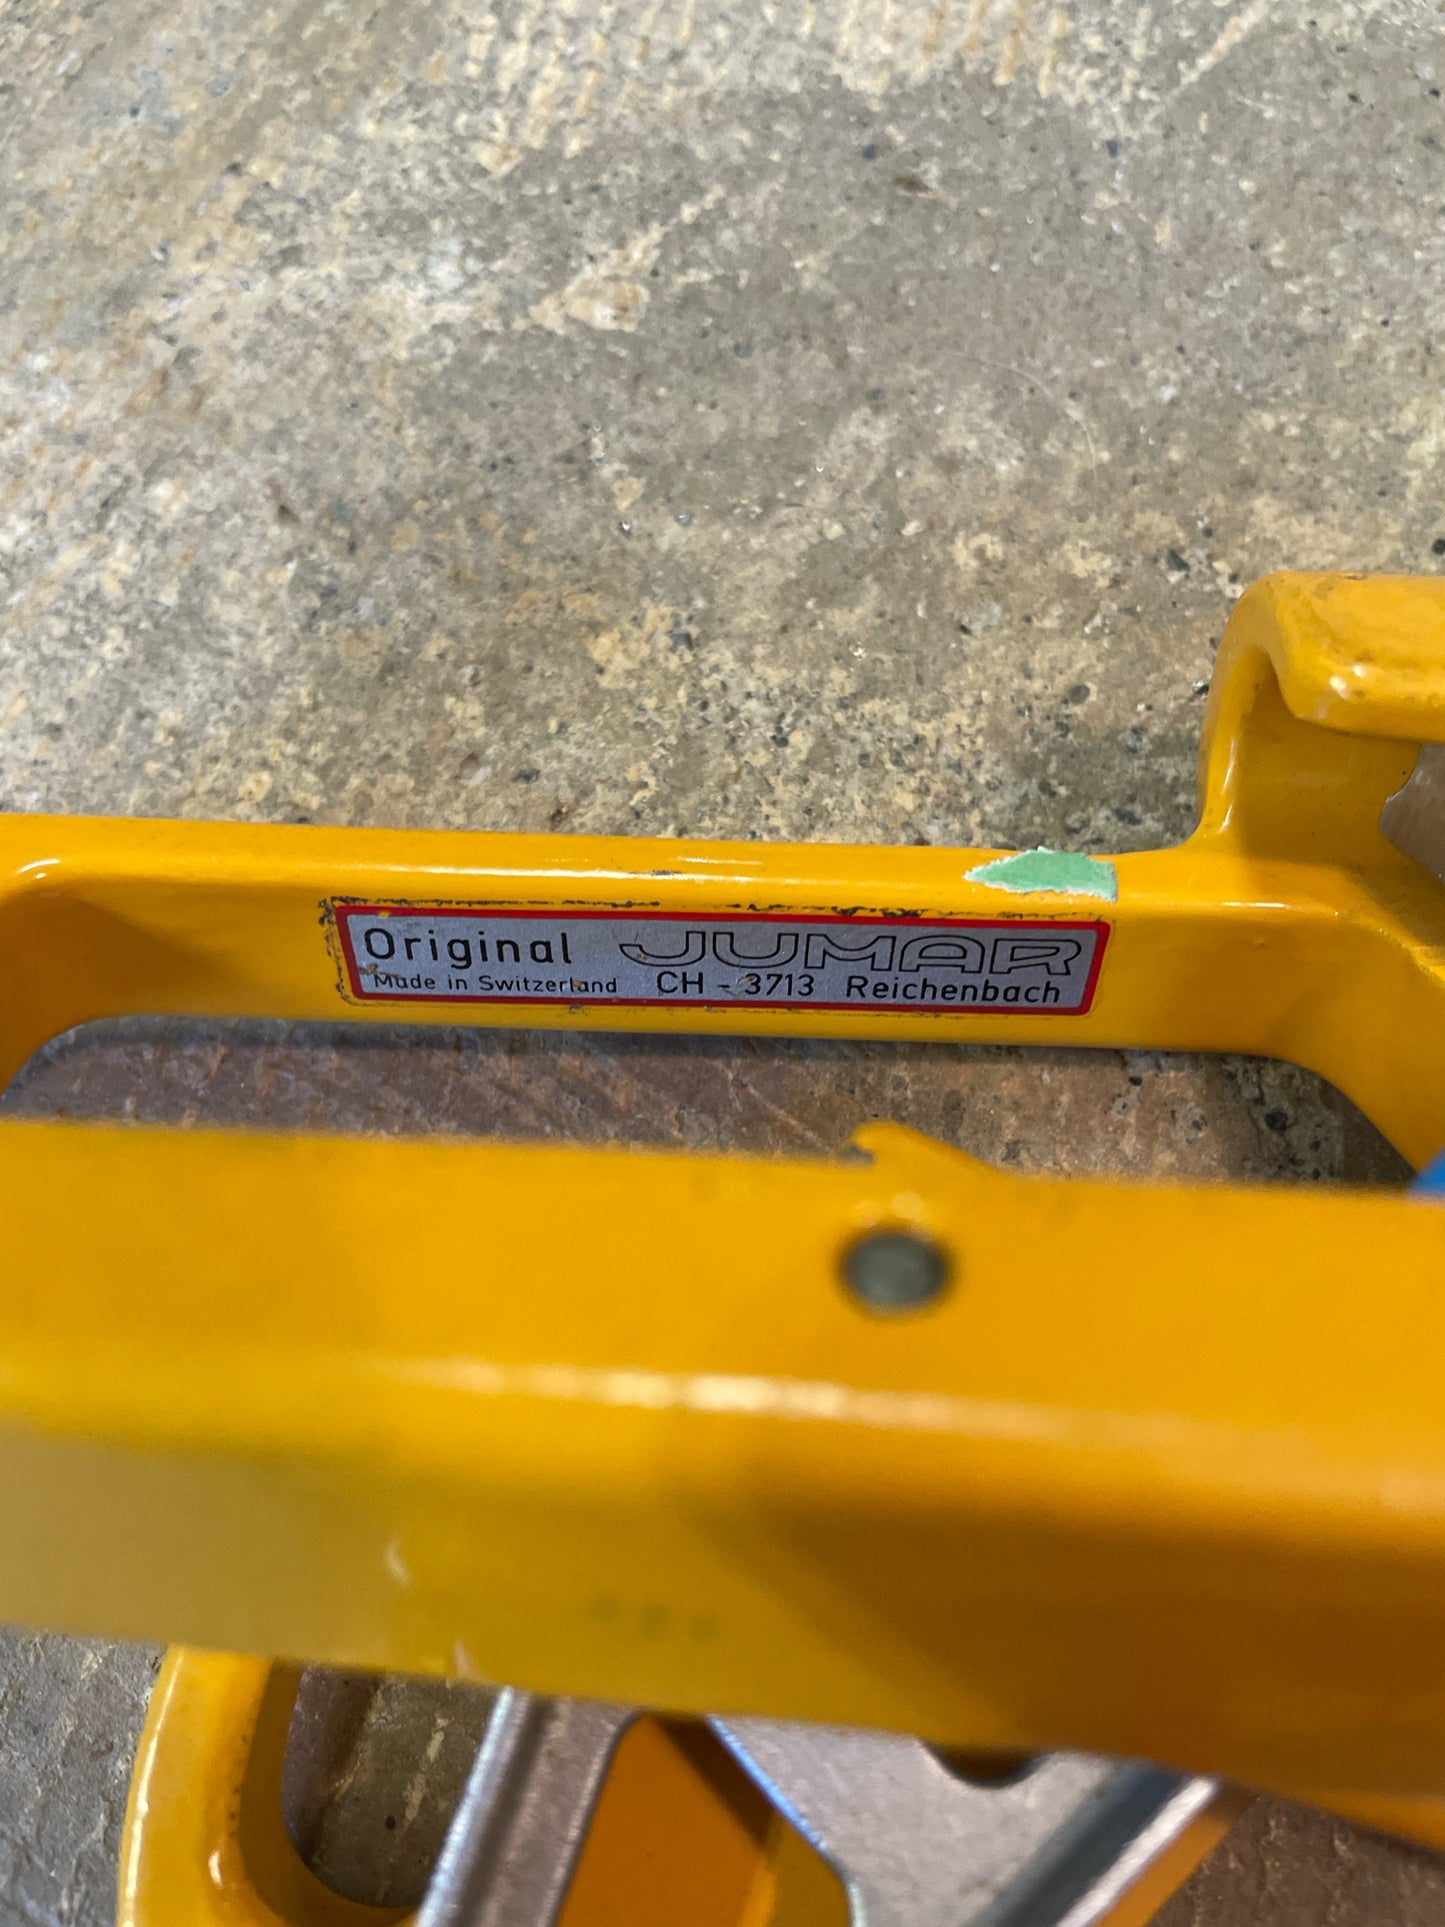 Original JUMAR
Made in Switzerland CH - 3713 Reichenbach